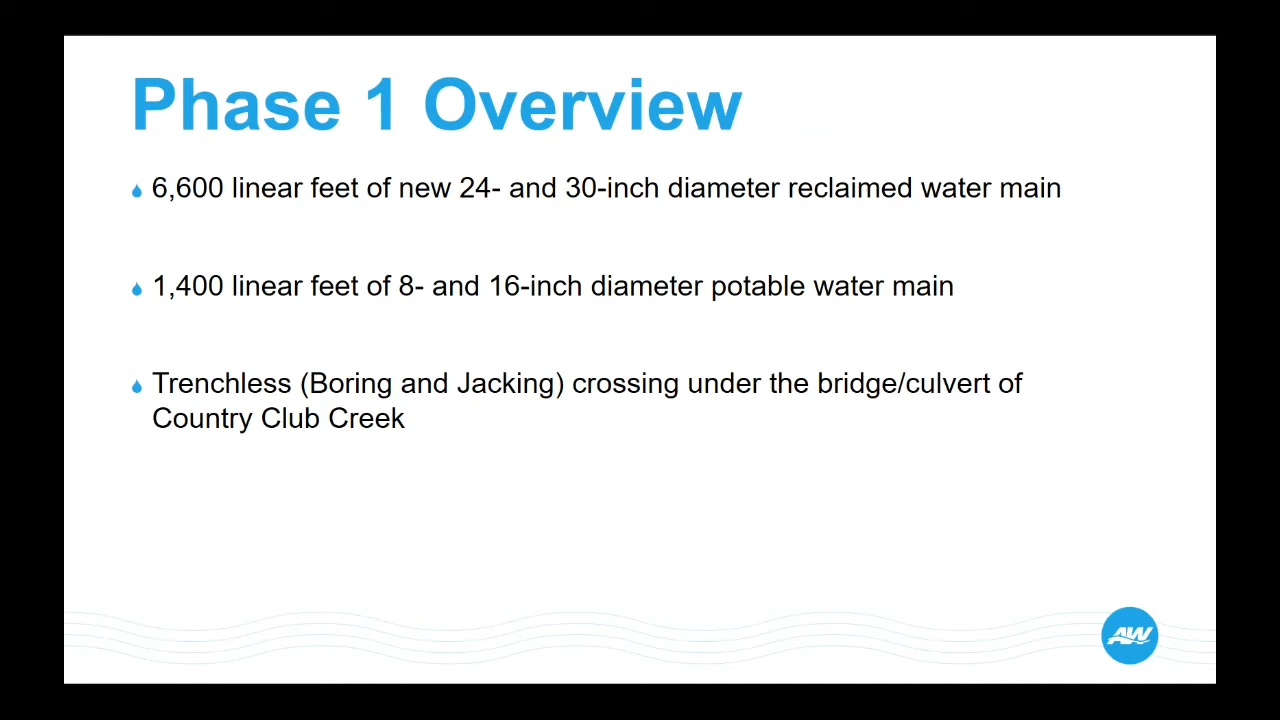 Phase 1 Overview
6,600 linear feet of new 24- and 30-inch diameter reclaimed water main
1,400 linear feet of 8- and 16-inch diameter potable water main
Trenchless (Boring and Jacking) crossing under the bridge/culvert of
Country Club Creek
AW